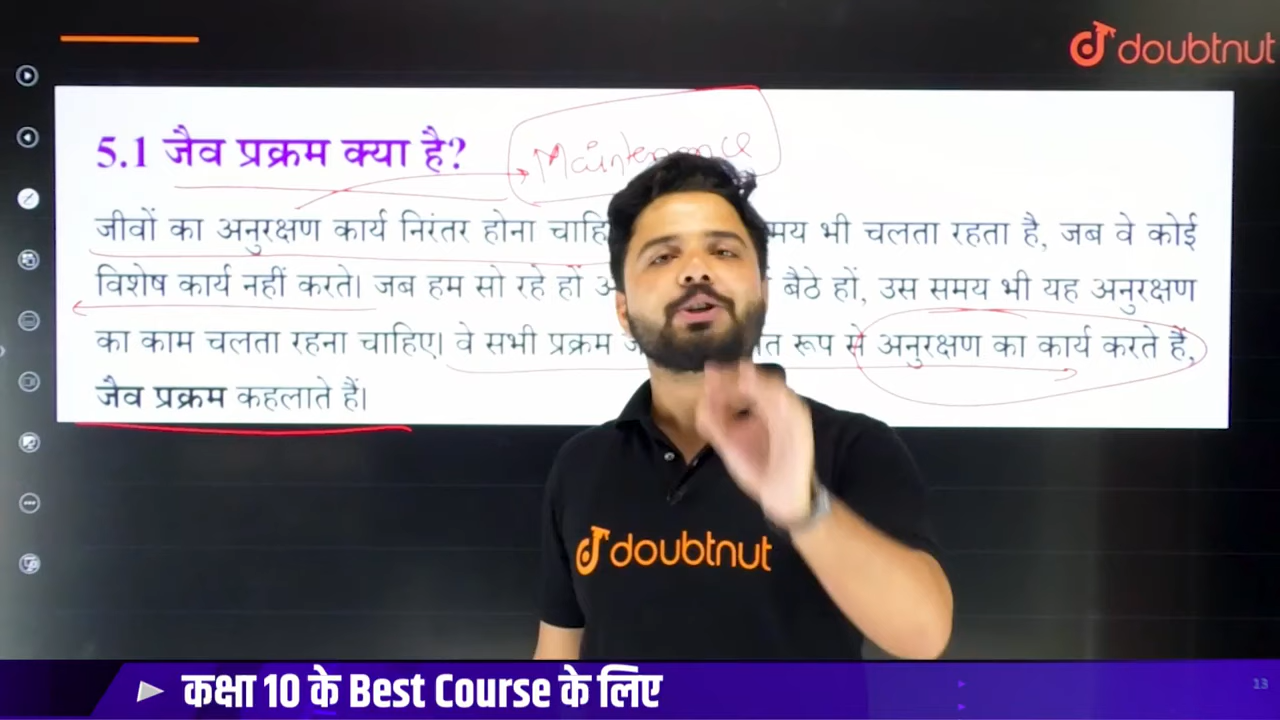 doubtnut
5.1 जैव प्रक्रम क्या है?
Maintenance
जीवों का अनुरक्षण कार्य निरंतर होना चाहि मय भी चलता रहता है, जब वे कोई
विशेष कार्य नहीं करते। जब हम सो रहे हों बैठे हों, उस समय भी यह अनुरक्षण
का काम चलता रहना चाहिए। वे सभी प्रक्रम रूप से अनुरक्षण का कार्य करते हैं,
जैव प्रक्रम कहलाते हैं।
doubtnut
कक्षा 10 के Best Course के लिए
13